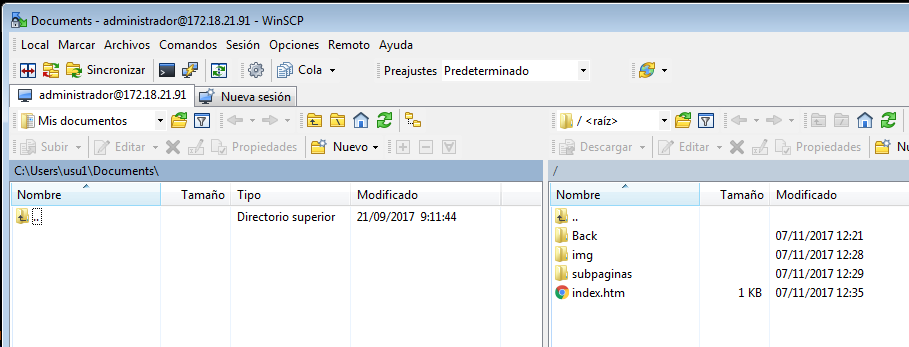 Documents - administrador@172.18.21.91 - WinSCP
Local Marcar Archivos Comandos Sesión Opciones Remoto Ayuda
Sincronizar Cola Preajustes Predeterminado
administrador@172.18.21.91 Nueva sesión
Mis documentos / <raíz>
Subir Editar Propiedades Nuevo Descargar Editar Propiedades Nu
C:\Users\usu1\Documents\ /
Nombre Tamaño Tipo Modificado Nombre Tamaño Modificado
.. Directorio superior 21/09/2017 9:11:44 ..
Back 07/11/2017 12:21
img 07/11/2017 12:28
subpaginas 07/11/2017 12:29
index.htm 1 KB 07/11/2017 12:35